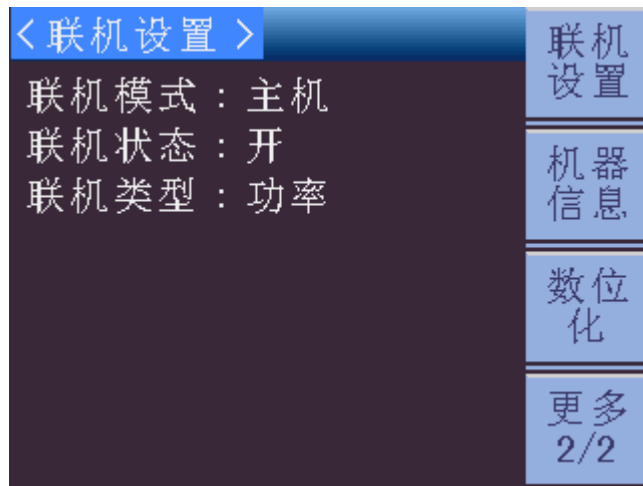 <联机设置>
联机模式：主机
联机状态：开
联机类型：功率
联机
设置
机器
信息
数位
化
更多
2/2